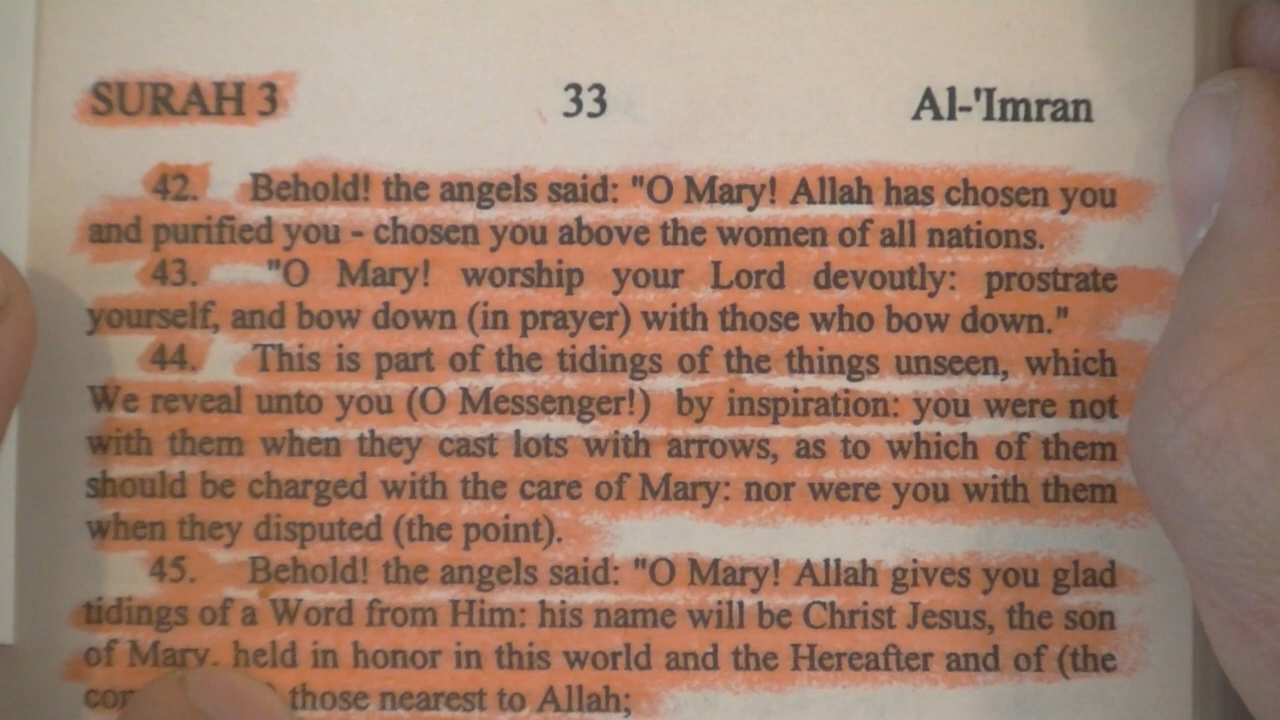 SURAH 3 33 Al-'Imran
42. Behold! the angels said: "O Mary! Allah has chosen you
and purified you - chosen you above the women of all nations.
43. "O Mary! worship your Lord devoutly: prostrate
yourself, and bow down (in prayer) with those who bow down."
44. This is part of the tidings of the things unseen, which
We reveal unto you (O Messenger!) by inspiration: you were not
with them when they cast lots with arrows, as to which of them
should be charged with the care of Mary: nor were you with them
when they disputed (the point).
45. Behold! the angels said: "O Mary! Allah gives you glad
tidings of a Word from Him: his name will be Christ Jesus, the son
of Mary, held in honor in this world and the Hereafter and of (the
those nearest to Allah;